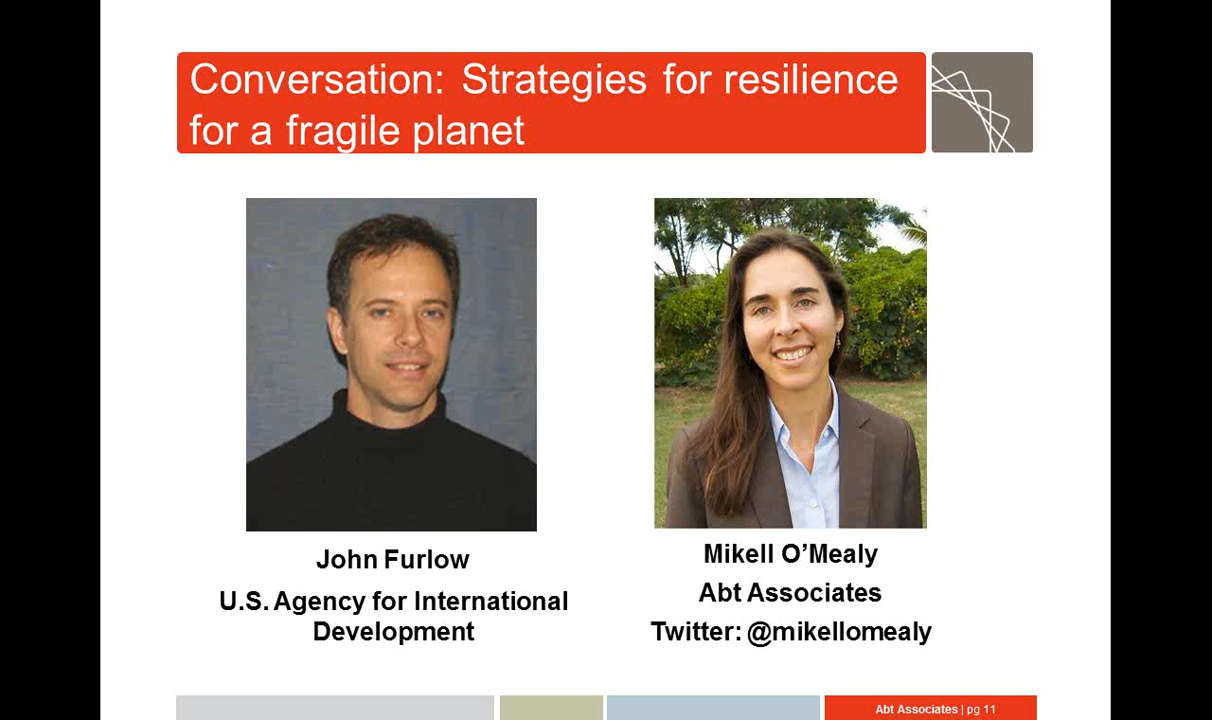 Conversation: Strategies for resilience
for a fragile planet
John Furlow
U.S. Agency for International
Development
Mikell O’Mealy
Abt Associates
Twitter: @mikellomealy
Abt Associates | pg 11